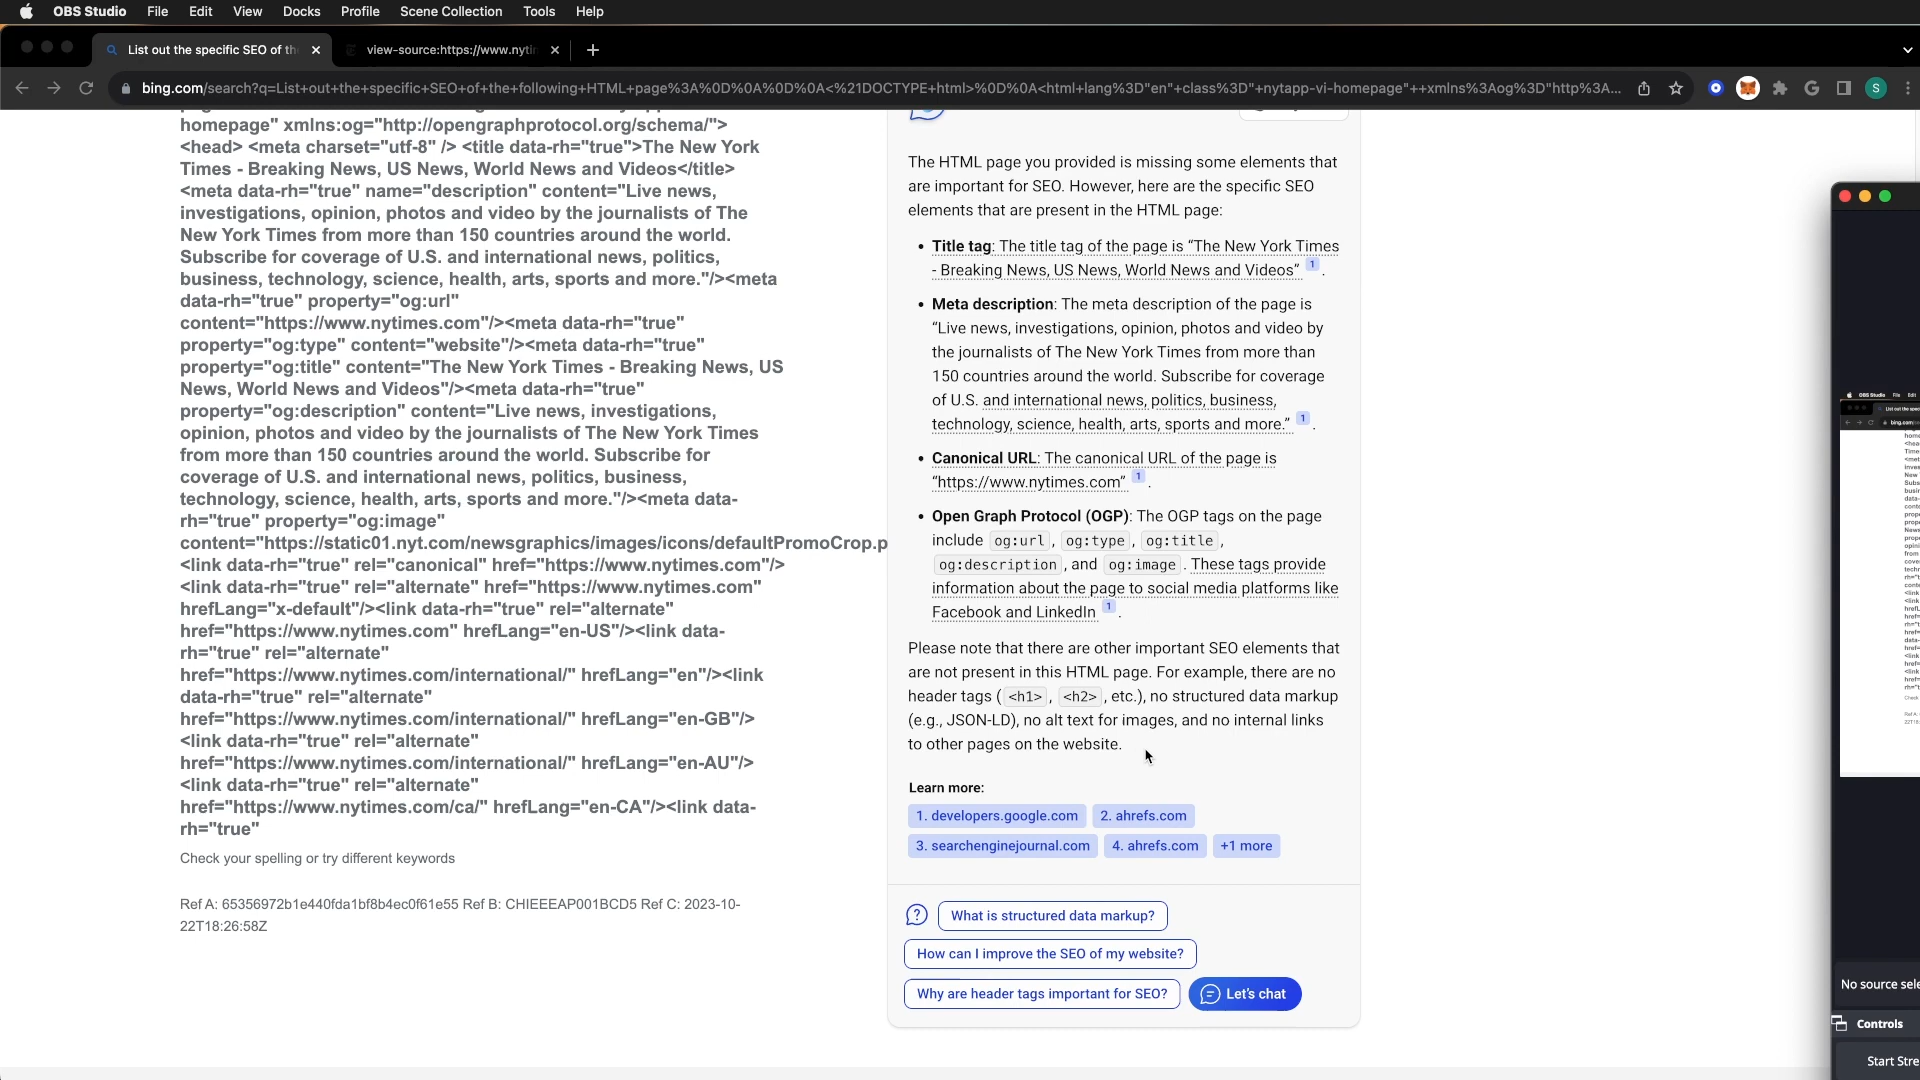 OBS Studio File Edit View Docks Profile Scene Collection Tools Help
List out the specific SEO of th
view-source:https://www.nyti
bing.com/search?q=List+out+the+specific+SEO+of+the+following+HTML+page%3A%0D%0A%0D%0A<%21DOCTYPE+html>%0D%0A<html+lang%3D"en"+class%3D"+nytapp-vi-homepage"++xmlns%3Aog%3D"http%3A...
S
homepage" xmlns:og="http://opengraphprotocol.org/schema/">
<head> <meta charset="utf-8" /> <title data-rh="true">The New York
Times - Breaking News, US News, World News and Videos</title>
<meta data-rh="true" name="description" content="Live news,
investigations, opinion, photos and video by the journalists of The
New York Times from more than 150 countries around the world.
Subscribe for coverage of U.S. and international news, politics,
business, technology, science, health, arts, sports and more."/><meta
data-rh="true" property="og:url"
content="https://www.nytimes.com"/><meta data-rh="true"
property="og:type" content="website"/><meta data-rh="true"
property="og:title" content="The New York Times - Breaking News, US
News, World News and Videos"/><meta data-rh="true"
property="og:description" content="Live news, investigations,
opinion, photos and video by the journalists of The New York Times
from more than 150 countries around the world. Subscribe for
coverage of U.S. and international news, politics, business,
technology, science, health, arts, sports and more."/><meta data-
rh="true" property="og:image"
content="https://static01.nyt.com/newsgraphics/images/icons/defaultPromoCrop.p
<link data-rh="true" rel="canonical" href="https://www.nytimes.com"/>
<link data-rh="true" rel="alternate" href="https://www.nytimes.com"
hrefLang="x-default"/><link data-rh="true" rel="alternate"
href="https://www.nytimes.com" hrefLang="en-US"/><link data-
rh="true" rel="alternate"
href="https://www.nytimes.com/international/" hrefLang="en"/><link
data-rh="true" rel="alternate"
href="https://www.nytimes.com/international/" hrefLang="en-GB"/>
<link data-rh="true" rel="alternate"
href="https://www.nytimes.com/international/" hrefLang="en-AU"/>
<link data-rh="true" rel="alternate"
href="https://www.nytimes.com/ca/" hrefLang="en-CA"/><link data-
rh="true"
Check your spelling or try different keywords
Ref A: 65356972b1e440fda1bf8b4ec0f61e55 Ref B: CHIEEEAP001BCD5 Ref C: 2023-10-
22T18:26:58Z
The HTML page you provided is missing some elements that
are important for SEO. However, here are the specific SEO
elements that are present in the HTML page:
• Title tag: The title tag of the page is “The New York Times
- Breaking News, US News, World News and Videos” 1 .
• Meta description: The meta description of the page is
“Live news, investigations, opinion, photos and video by
the journalists of The New York Times from more than
150 countries around the world. Subscribe for coverage
of U.S. and international news, politics, business,
technology, science, health, arts, sports and more.” 1 .
• Canonical URL: The canonical URL of the page is
“https://www.nytimes.com” 1 .
• Open Graph Protocol (OGP): The OGP tags on the page
include og:url, og:type, og:title,
og:description, and og:image. These tags provide
information about the page to social media platforms like
Facebook and LinkedIn 1 .
Please note that there are other important SEO elements that
are not present in this HTML page. For example, there are no
header tags (<h1>, <h2>, etc.), no structured data markup
(e.g., JSON-LD), no alt text for images, and no internal links
to other pages on the website.
Learn more:
1. developers.google.com 2. ahrefs.com
3. searchenginejournal.com 4. ahrefs.com +1 more
What is structured data markup?
How can I improve the SEO of my website?
Why are header tags important for SEO? Let's chat
No source sele
Controls
Start Stre